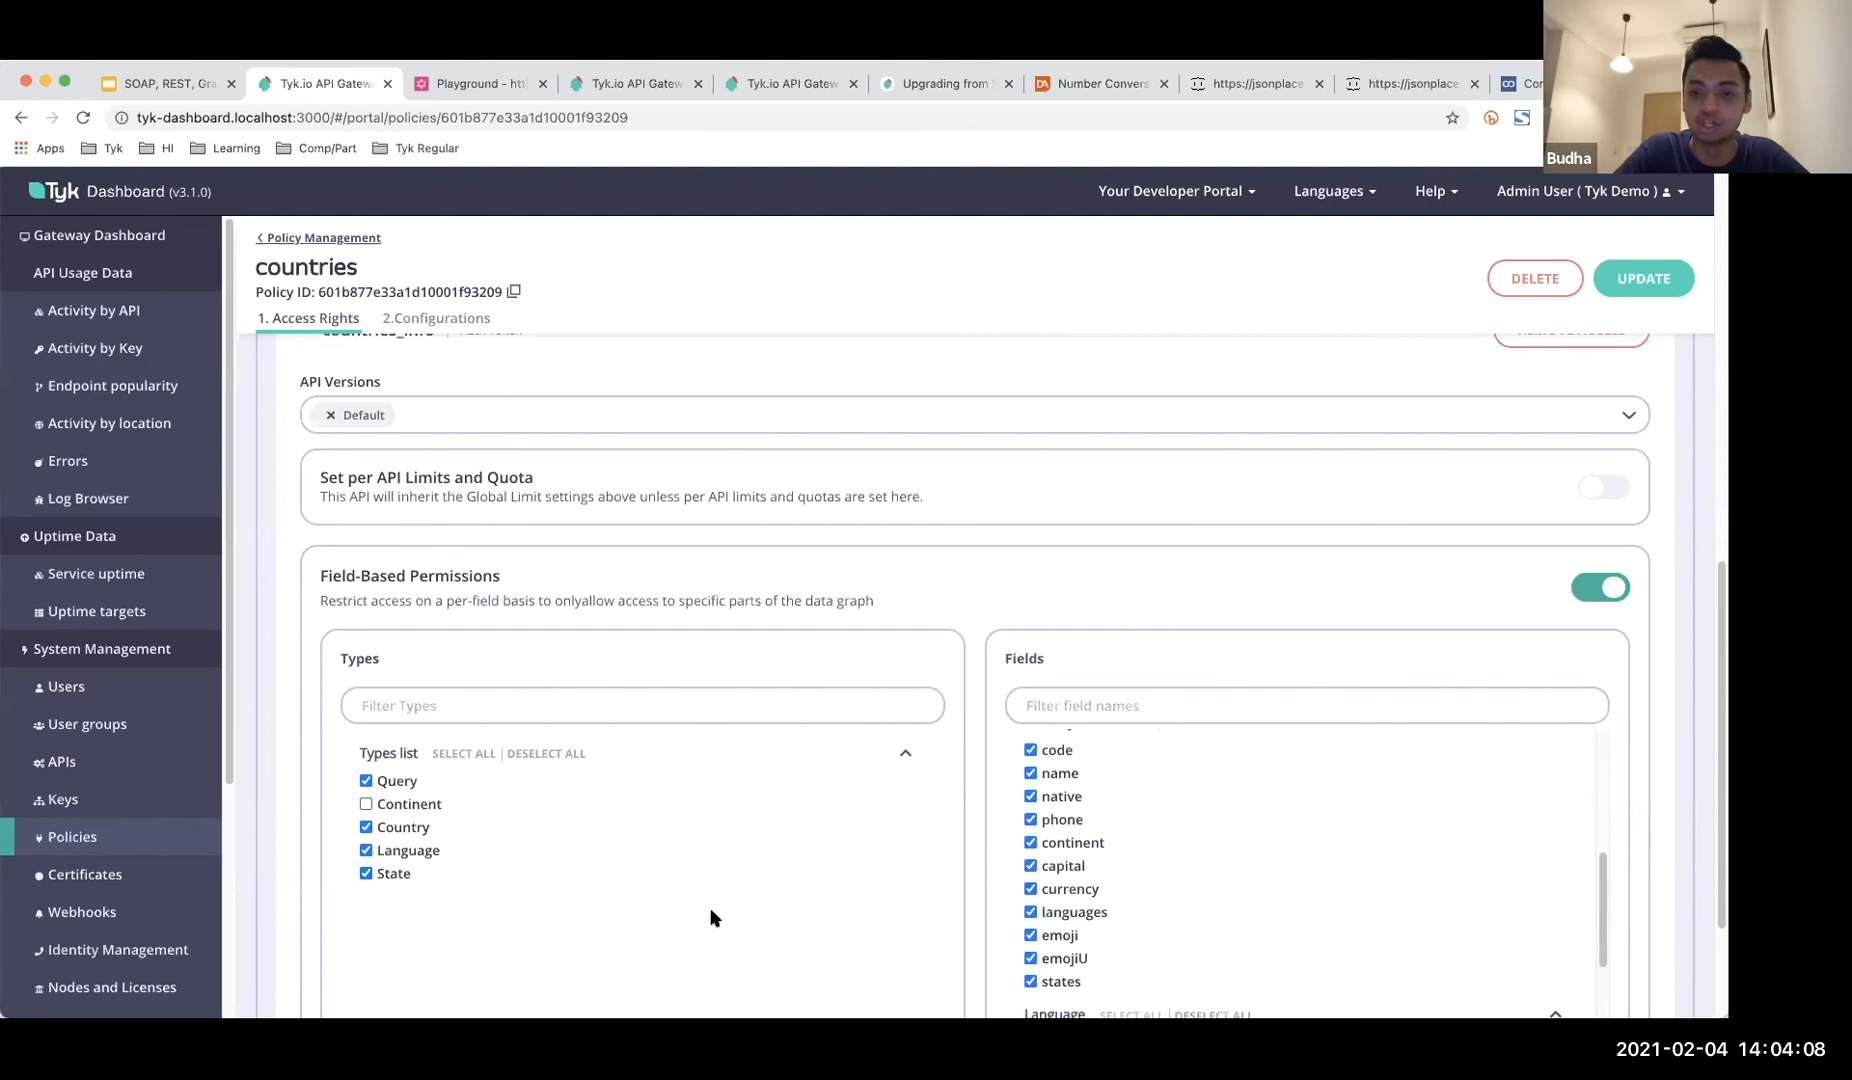 SOAP, REST, Gra
Tyk.io API Gatew
Playground - htt
Tyk.io API Gatew
Tyk.io API Gatew
Upgrading from
Number Convers
https://jsonplace
https://jsonplace
Cor
tyk-dashboard.localhost:3000/#/portal/policies/601b877e33a1d10001f93209
Apps
Tyk
HI
Learning
Comp/Part
Tyk Regular
Budha
Tyk Dashboard (v3.1.0)
Your Developer Portal
Languages
Help
Admin User ( Tyk Demo )
Gateway Dashboard
API Usage Data
Activity by API
Activity by Key
Endpoint popularity
Activity by location
Errors
Log Browser
Uptime Data
Service uptime
Uptime targets
System Management
Users
User groups
APIs
Keys
Policies
Certificates
Webhooks
Identity Management
Nodes and Licenses
< Policy Management
countries
Policy ID: 601b877e33a1d10001f93209
DELETE
UPDATE
1. Access Rights
2.Configurations
countries_info
API Versions
× Default
Set per API Limits and Quota
This API will inherit the Global Limit settings above unless per API limits and quotas are set here.
Field-Based Permissions
Restrict access on a per-field basis to onlyallow access to specific parts of the data graph
Types
Filter Types
Types list SELECT ALL | DESELECT ALL
Query
Continent
Country
Language
State
Fields
Filter field names
code
name
native
phone
continent
capital
currency
languages
emoji
emojiU
states
Language SELECT ALL | DESELECT ALL
2021-02-04 14:04:08